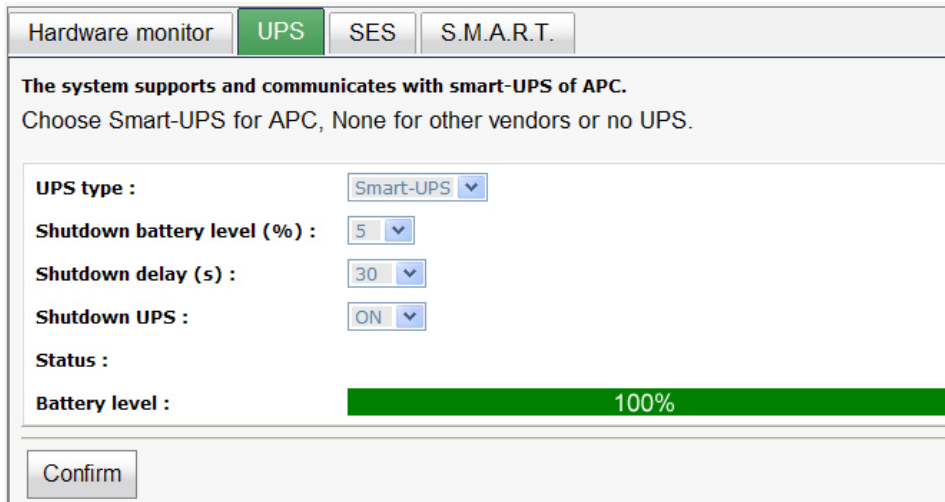 Hardware monitor UPS SES S.M.A.R.T.
The system supports and communicates with smart-UPS of APC.
Choose Smart-UPS for APC, None for other vendors or no UPS.
UPS type : Smart-UPS
Shutdown battery level (%) : 5
Shutdown delay (s) : 30
Shutdown UPS : ON
Status :
Battery level : 100%
Confirm